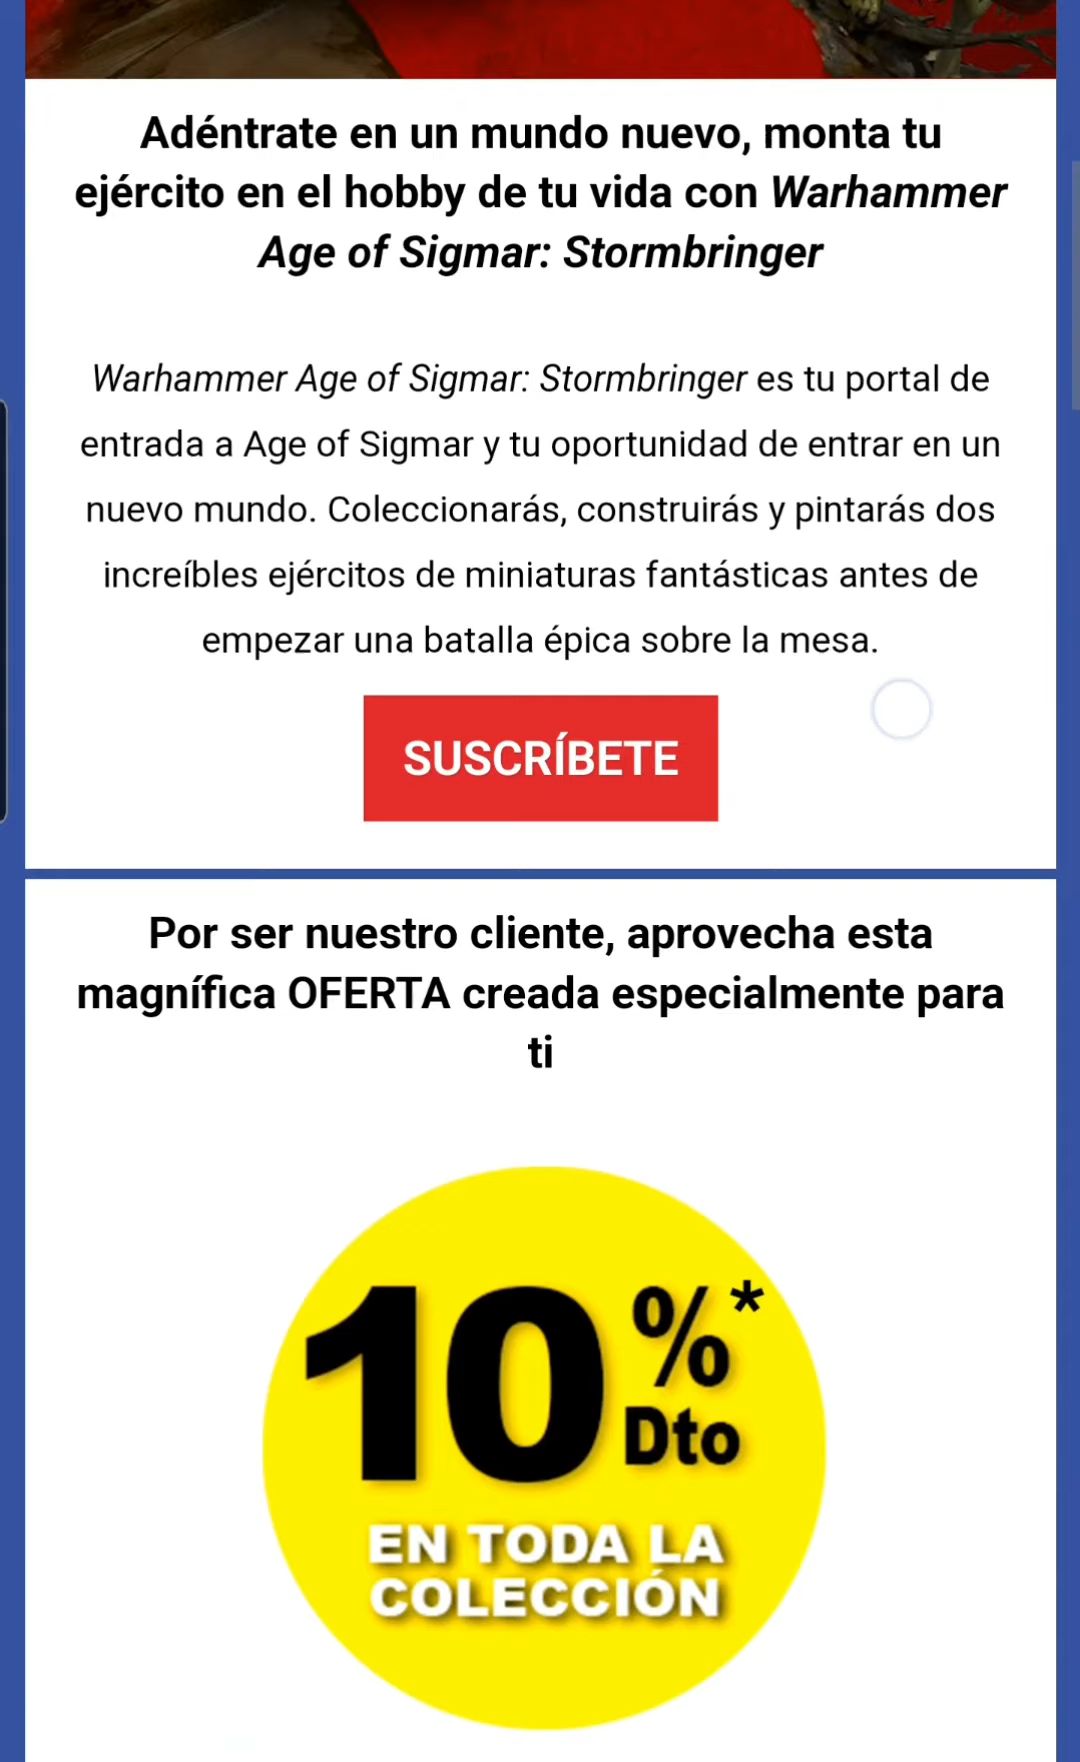 Adéntrate en un mundo nuevo, monta tu
ejército en el hobby de tu vida con Warhammer
Age of Sigmar: Stormbringer
Warhammer Age of Sigmar: Stormbringer es tu portal de
entrada a Age of Sigmar y tu oportunidad de entrar en un
nuevo mundo. Coleccionarás, construirás y pintarás dos
increíbles ejércitos de miniaturas fantásticas antes de
empezar una batalla épica sobre la mesa.
SUSCRÍBETE
Por ser nuestro cliente, aprovecha esta
magnífica OFERTA creada especialmente para
ti
10%*
Dto
EN TODA LA
COLECCIÓN